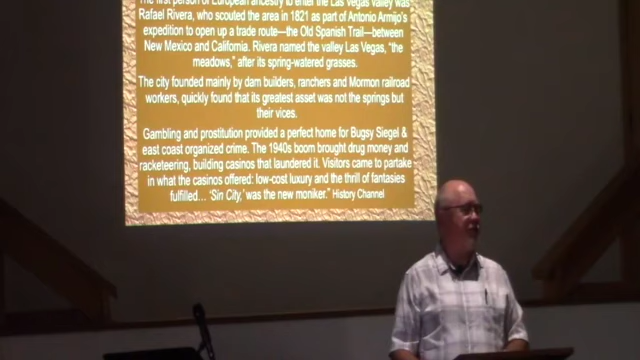 The first person of European ancestry to enter the Las Vegas valley was
Rafael Rivera, who scouted the area in 1821 as part of Antonio Armijo's
expedition to open up a trade route—the Old Spanish Trail—between
New Mexico and California. Rivera named the valley Las Vegas, "the
meadows," after its spring-watered grasses.
The city founded mainly by dam builders, ranchers and Mormon railroad
workers, quickly found that its greatest asset was not the springs but
their vices.
Gambling and prostitution provided a perfect home for Bugsy Siegel &
east coast organized crime. The 1940s boom brought drug money and
racketeering, building casinos that laundered it. Visitors came to partake
in what the casinos offered: low-cost luxury and the thrill of fantasies
fulfilled... 'Sin City,' was the new moniker." History Channel